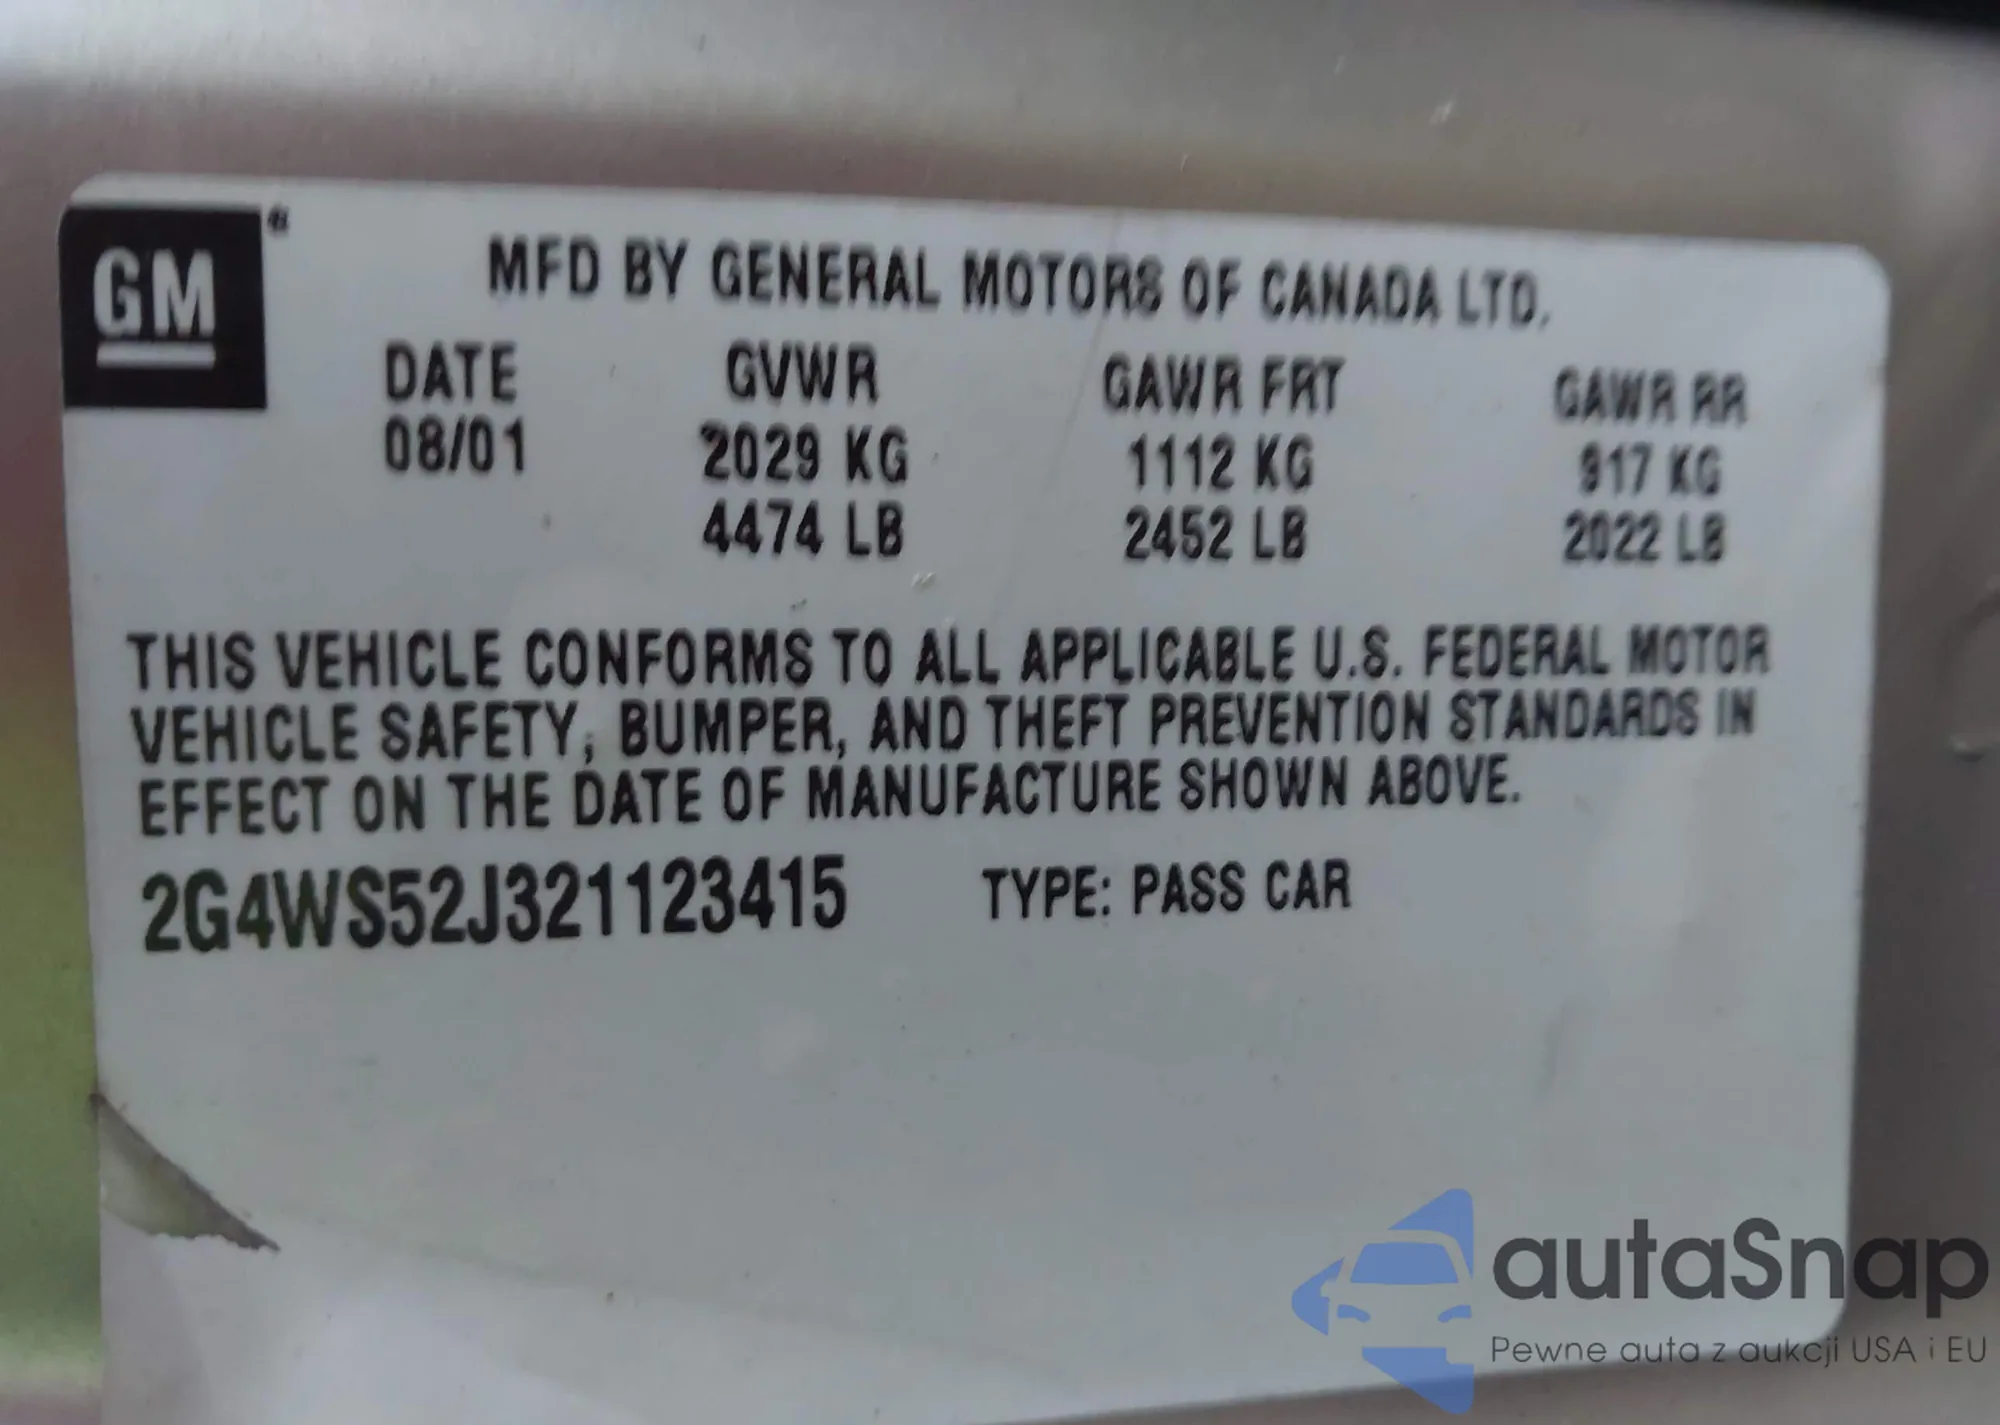 GM®
MFD BY GENERAL MOTORS OF CANADA LTD.
DATE GVWR GAWR FRT GAWR RR
08/01 2029 KG 1112 KG 917 KG
4474 LB 2452 LB 2022 LB
THIS VEHICLE CONFORMS TO ALL APPLICABLE U.S. FEDERAL MOTOR
VEHICLE SAFETY, BUMPER, AND THEFT PREVENTION STANDARDS IN
EFFECT ON THE DATE OF MANUFACTURE SHOWN ABOVE.
2G4WS52J321123415 TYPE: PASS CAR
autaSnap
Pewne auta z aukcji USA i EU